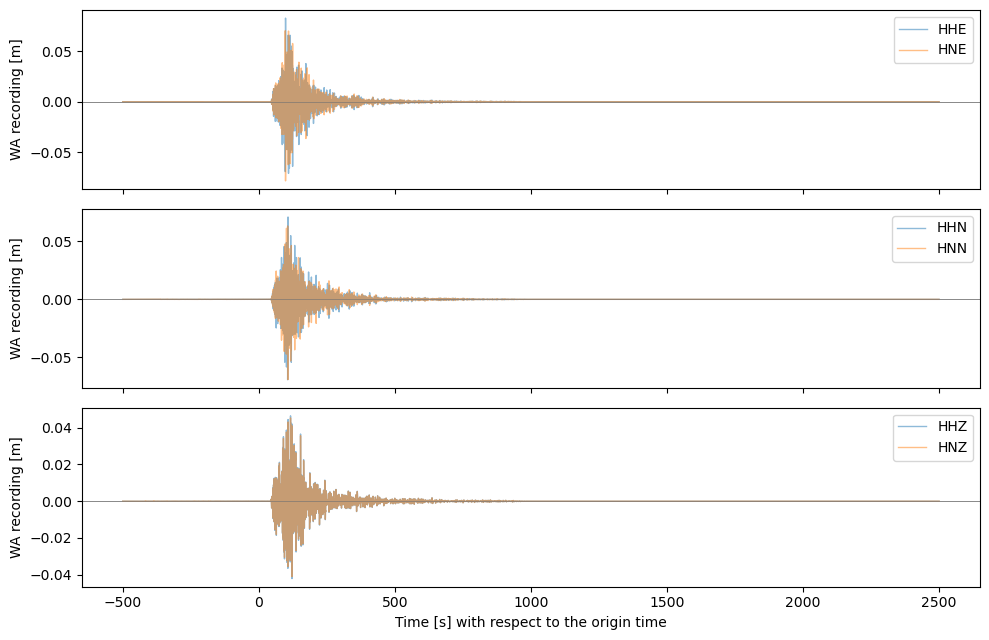 WA recording [m]
0.05
0.00
−0.05
HHE
HNE
WA recording [m]
0.05
0.00
−0.05
HHN
HNN
WA recording [m]
0.04
0.02
0.00
−0.02
−0.04
HHZ
HNZ
−500 0 500 1000 1500 2000 2500
Time [s] with respect to the origin time